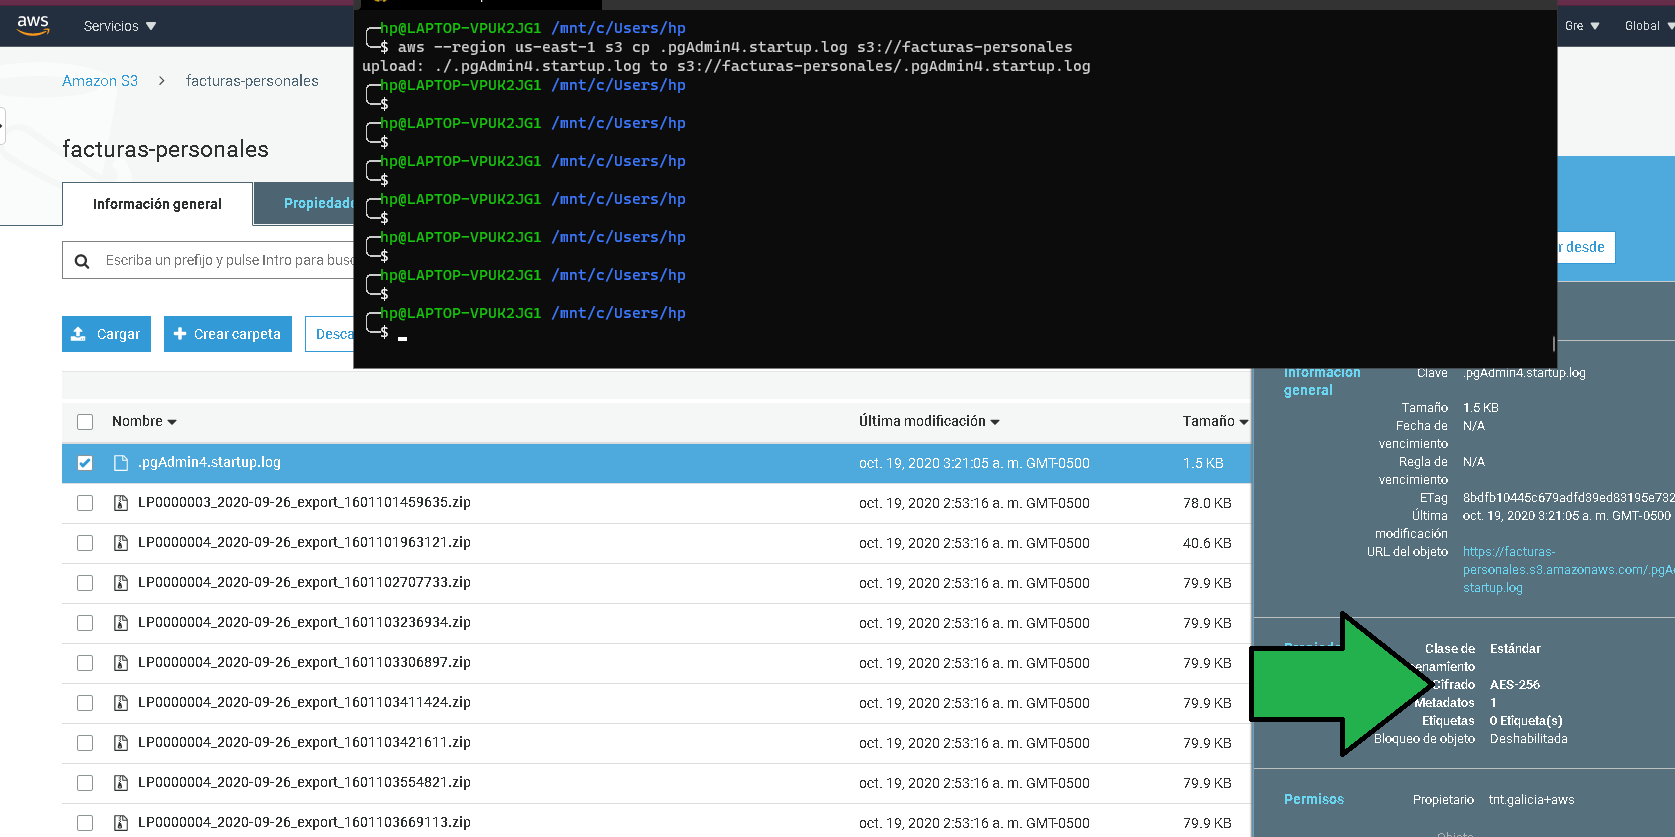 aws
Servicios
Gre
Global
Amazon S3 > facturas-personales
facturas-personales
Información general
Escriba un prefijo y pulse Intro para
Cargar
Crear carpeta
hp@LAPTOP-VPUK2JG1 /mnt/c/Users/hp
$ aws --region us-east-1 s3 cp .pgAdmin4.startup.log s3://facturas-personales
upload: ./.pgAdmin4.startup.log to s3://facturas-personales/.pgAdmin4.startup.log
hp@LAPTOP-VPUK2JG1 /mnt/c/Users/hp
$
hp@LAPTOP-VPUK2JG1 /mnt/c/Users/hp
$
hp@LAPTOP-VPUK2JG1 /mnt/c/Users/hp
$
hp@LAPTOP-VPUK2JG1 /mnt/c/Users/hp
$
hp@LAPTOP-VPUK2JG1 /mnt/c/Users/hp
$
hp@LAPTOP-VPUK2JG1 /mnt/c/Users/hp
$
hp@LAPTOP-VPUK2JG1 /mnt/c/Users/hp
$
desde
Nombre Última modificación Tamaño
.pgAdmin4.startup.log oct. 19, 2020 3:21:05 a. m. GMT-0500 1.5 KB
LP0000003_2020-09-26_export_1601101459635.zip oct. 19, 2020 2:53:16 a. m. GMT-0500 78.0 KB
LP0000004_2020-09-26_export_1601101963121.zip oct. 19, 2020 2:53:16 a. m. GMT-0500 40.6 KB
LP0000004_2020-09-26_export_1601102707733.zip oct. 19, 2020 2:53:16 a. m. GMT-0500 79.9 KB
LP0000004_2020-09-26_export_1601103236934.zip oct. 19, 2020 2:53:16 a. m. GMT-0500 79.9 KB
LP0000004_2020-09-26_export_1601103306897.zip oct. 19, 2020 2:53:16 a. m. GMT-0500 79.9 KB
LP0000004_2020-09-26_export_1601103411424.zip oct. 19, 2020 2:53:16 a. m. GMT-0500 79.9 KB
LP0000004_2020-09-26_export_1601103421611.zip oct. 19, 2020 2:53:16 a. m. GMT-0500 79.9 KB
LP0000004_2020-09-26_export_1601103554821.zip oct. 19, 2020 2:53:16 a. m. GMT-0500 79.9 KB
LP0000004_2020-09-26_export_1601103669113.zip oct. 19, 2020 2:53:16 a. m. GMT-0500 79.9 KB
Información
general
Clave .pgAdmin4.startup.log
Tamaño 1.5 KB
Fecha de N/A
vencimiento
Regla de N/A
vencimiento
ETag 8bdfb10445c679adfd39ed83195e732
Última oct. 19, 2020 3:21:05 a. m. GMT-0500
modificación
URL del objeto https://facturas-
personales.s3.amazonaws.com/.pgA
startup.log
Clase de Estándar
enamiento
Cifrado AES-256
Metadatos 1
Etiquetas 0 Etiqueta(s)
Bloqueo de objeto Deshabilitada
Permisos
Propietario tnt.galicia+aws